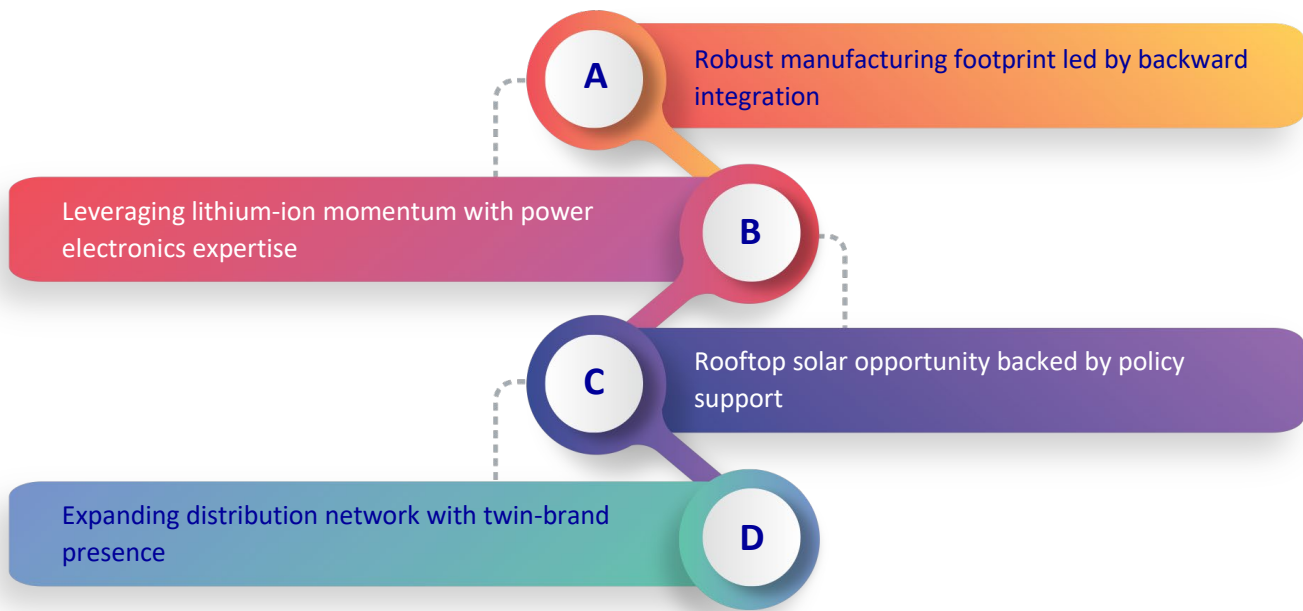 A
Robust manufacturing footprint led by backward
integration
Leveraging lithium-ion momentum with power
electronics expertise
B
C
Rooftop solar opportunity backed by policy
support
Expanding distribution network with twin-brand
presence
D